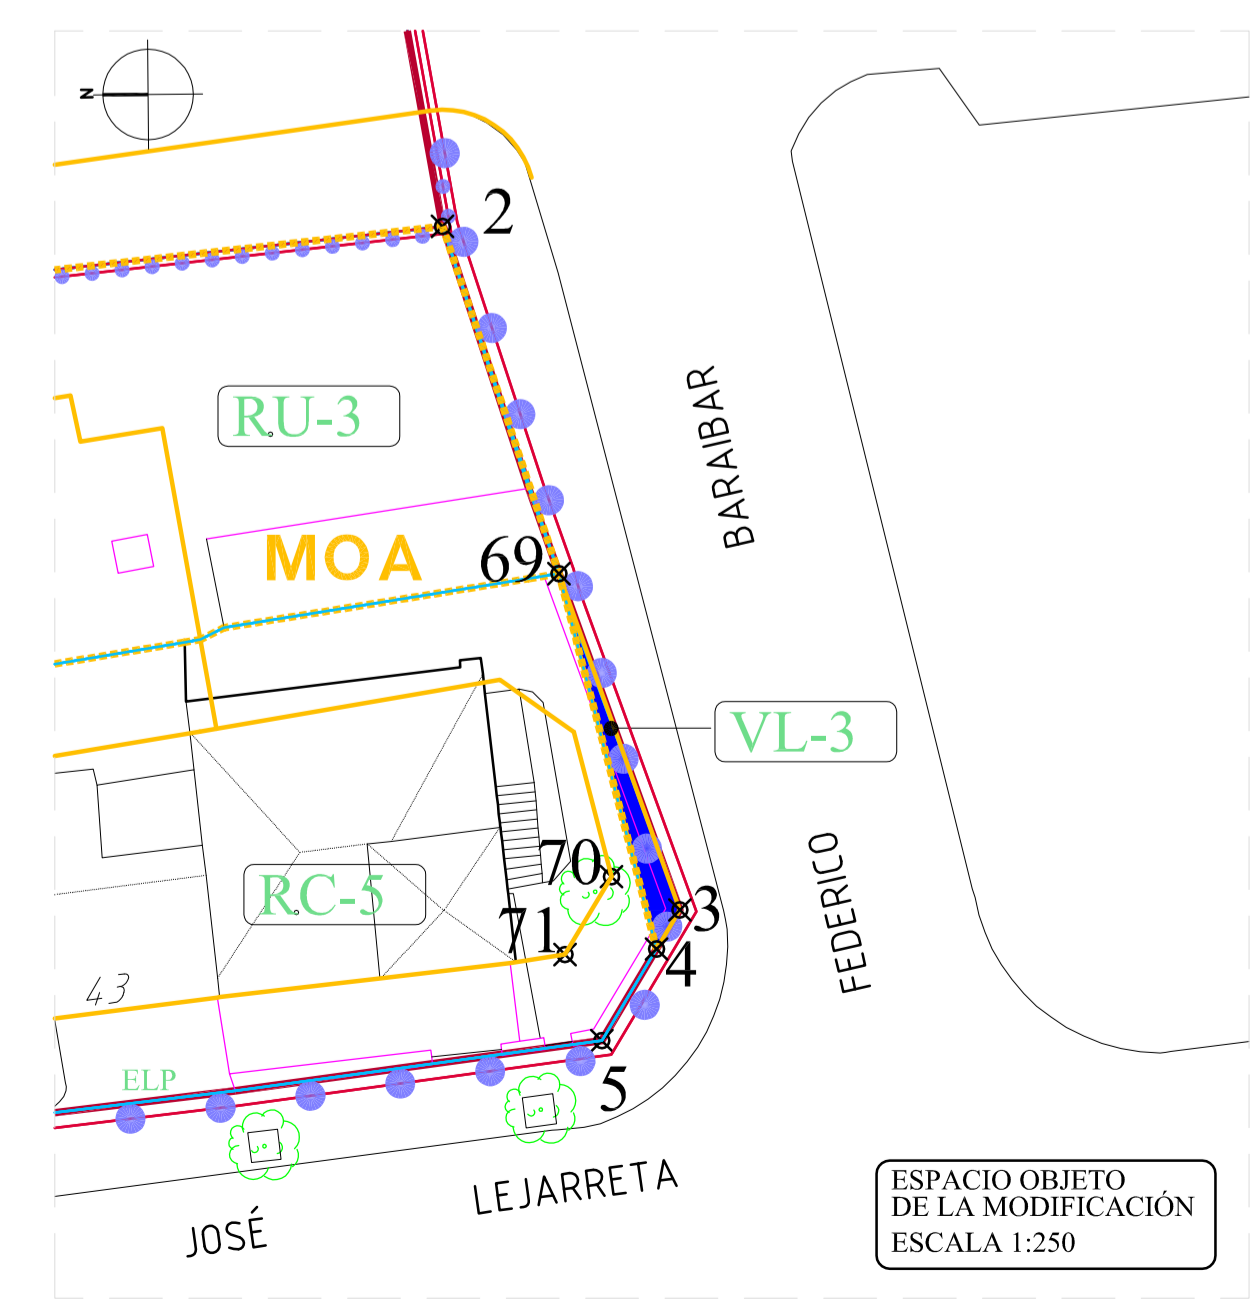 N
2
RU-3
BARAIBAR
MOA
69
VL-3
70
RC-5
3
71
4
FEDERICO
43
ELP
5
LEJARRETA
JOSÉ
ESPACIO OBJETO
DE LA MODIFICACIÓN
ESCALA 1:250